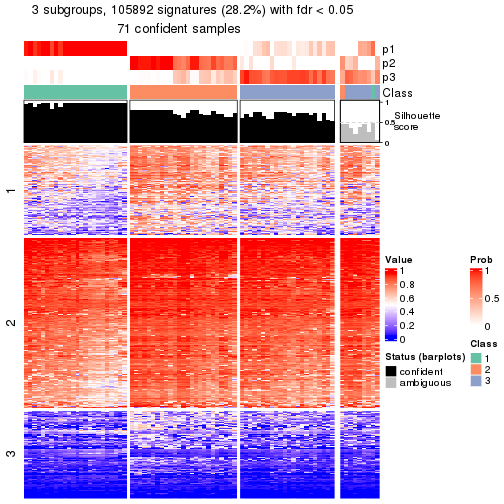 3 subgroups, 105892 signatures (28.2%) with fdr < 0.05
71 confident samples
p1
p2
p3
Class
1
0.5
0
Silhouette
score
1
2
3
Value
1
0.8
0.6
0.4
0.2
0
Prob
1
0.5
0
Status (barplots)
confident
ambiguous
Class
1
2
3